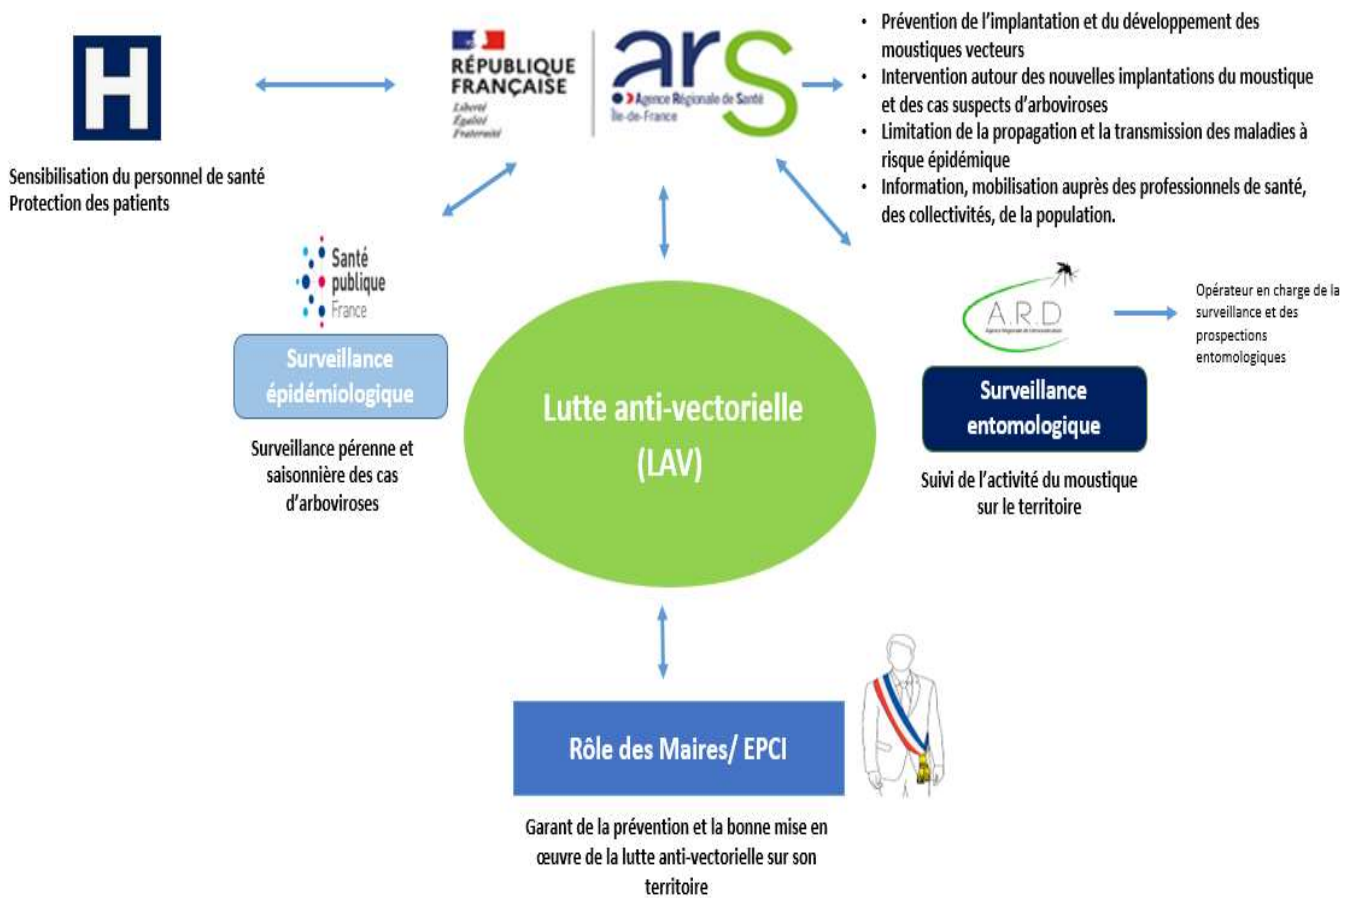 H
Sensibilisation du personnel de santé
Protection des patients
RÉPUBLIQUE
FRANÇAISE
Liberté
Égalité
Fraternité
ars
Agence Régionale de Santé
Île-de-France
• Prévention de l’implantation et du développement des
moustiques vecteurs
• Intervention autour des nouvelles implantations du moustique
et des cas suspects d’arboviroses
• Limitation de la propagation et la transmission des maladies à
risque épidémique
• Information, mobilisation auprès des professionnels de santé,
des collectivités, de la population.
Santé
publique
France
Surveillance
épidémiologique
Surveillance pérenne et
saisonnière des cas
d’arboviroses
Lutte anti-vectorielle
(LAV)
A.R.D
Agence Régionale de Démoustication
Surveillance
entomologique
Suivi de l’activité du moustique
sur le territoire
Opérateur en charge de la
surveillance et des
prospections
entomologiques
Rôle des Maires/ EPCI
Garant de la prévention et la bonne mise en
œuvre de la lutte anti-vectorielle sur son
territoire